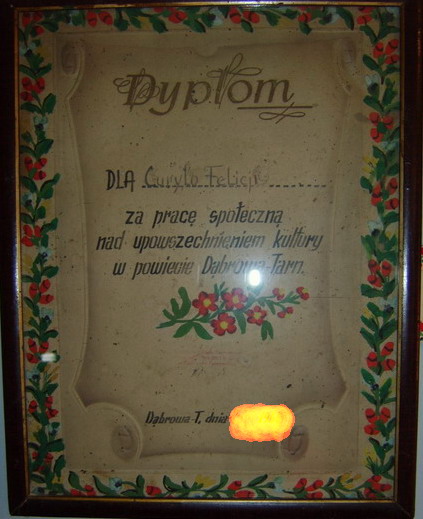 Dyplom
DLA Curyło Felicja
za pracę społeczną
nad upowszechnieniem kultury
w powiecie Dąbrowa-Tarn.
Dąbrowa-T, dnia